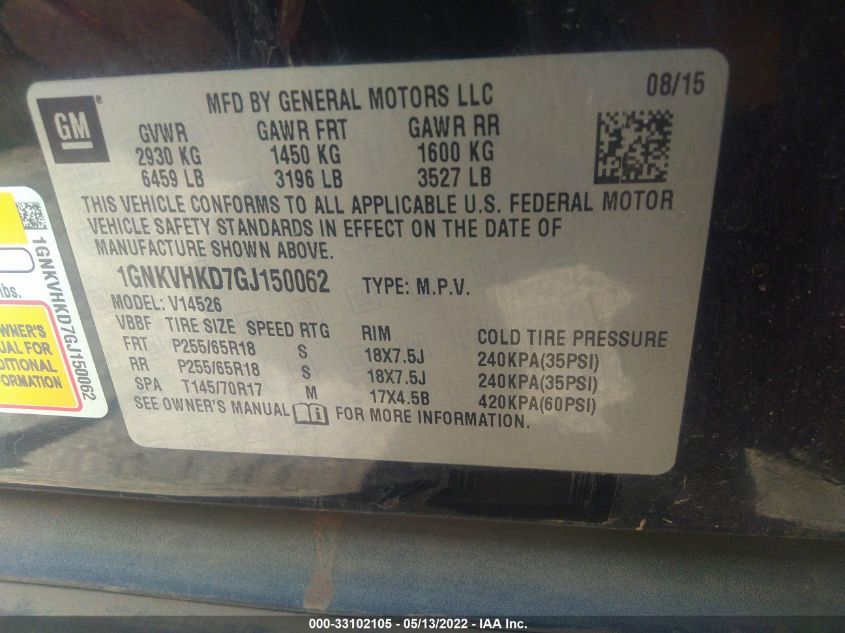 GM®
MFD BY GENERAL MOTORS LLC
08/15
GVWR GAWR FRT GAWR RR
2930 KG 1450 KG 1600 KG
6459 LB 3196 LB 3527 LB
THIS VEHICLE CONFORMS TO ALL APPLICABLE U.S. FEDERAL MOTOR
VEHICLE SAFETY STANDARDS IN EFFECT ON THE DATE OF
MANUFACTURE SHOWN ABOVE.
1GNKVHKD7GJ150062 TYPE: M.P.V.
MODEL: V14526
VBBF TIRE SIZE SPEED RTG RIM COLD TIRE PRESSURE
FRT P255/65R18 S 18X7.5J 240KPA(35PSI)
RR P255/65R18 S 18X7.5J 240KPA(35PSI)
SPA T145/70R17 M 17X4.5B 420KPA(60PSI)
SEE OWNER'S MANUAL FOR MORE INFORMATION.
1GNKVHKD7GJ150062
lbs.
OWNER'S
FOR
000-33102105 - 05/13/2022 - IAA Inc.